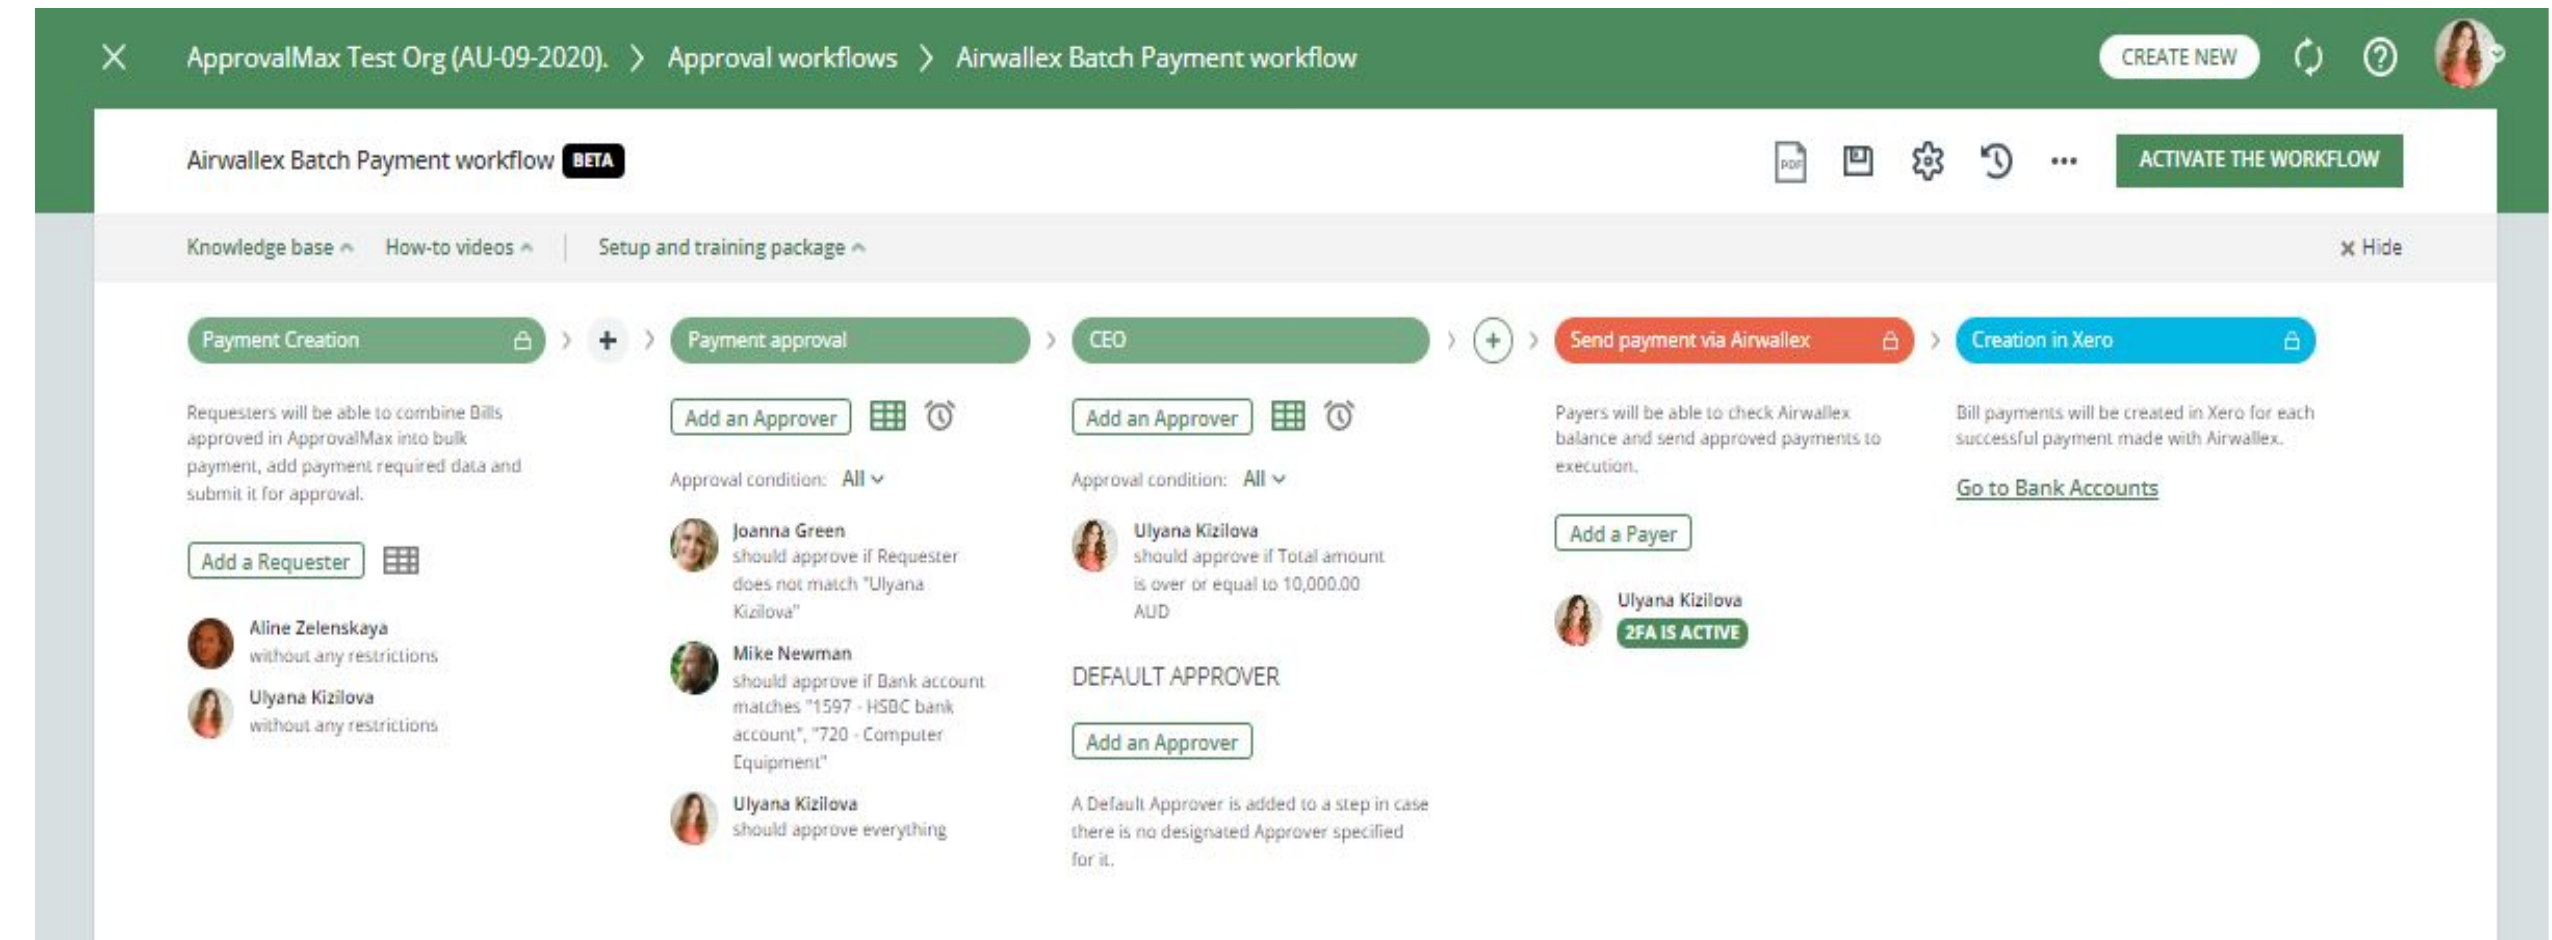 ApprovalMax Test Org (AU-09-2020). > Approval workflows > Airwallex Batch Payment workflow
CREATE NEW
Airwallex Batch Payment workflow BETA
PDF
ACTIVATE THE WORKFLOW
Knowledge base How-to videos Setup and training package
Hide
Payment Creation
Requesters will be able to combine Bills
approved in ApprovalMax into bulk
payment, add payment required data and
submit it for approval.
Add a Requester
Aline Zelenskaya
without any restrictions
Ulyana Kizilova
without any restrictions
Payment approval
Add an Approver
Approval condition: All
Joanna Green
should approve if Requester
does not match "Ulyana
Kizilova"
Mike Newman
should approve if Bank account
matches "1597 - HSBC bank
account", "720 - Computer
Equipment"
Ulyana Kizilova
should approve everything
CEO
Add an Approver
Approval condition: All
Ulyana Kizilova
should approve if Total amount
is over or equal to 10,000.00
AUD
DEFAULT APPROVER
Add an Approver
A Default Approver is added to a step in case
there is no designated Approver specified
for it.
Send payment via Airwallex
Payers will be able to check Airwallex
balance and send approved payments to
execution.
Add a Payer
Ulyana Kizilova
2FA IS ACTIVE
Creation in Xero
Bill payments will be created in Xero for each
successful payment made with Airwallex.
Go to Bank Accounts